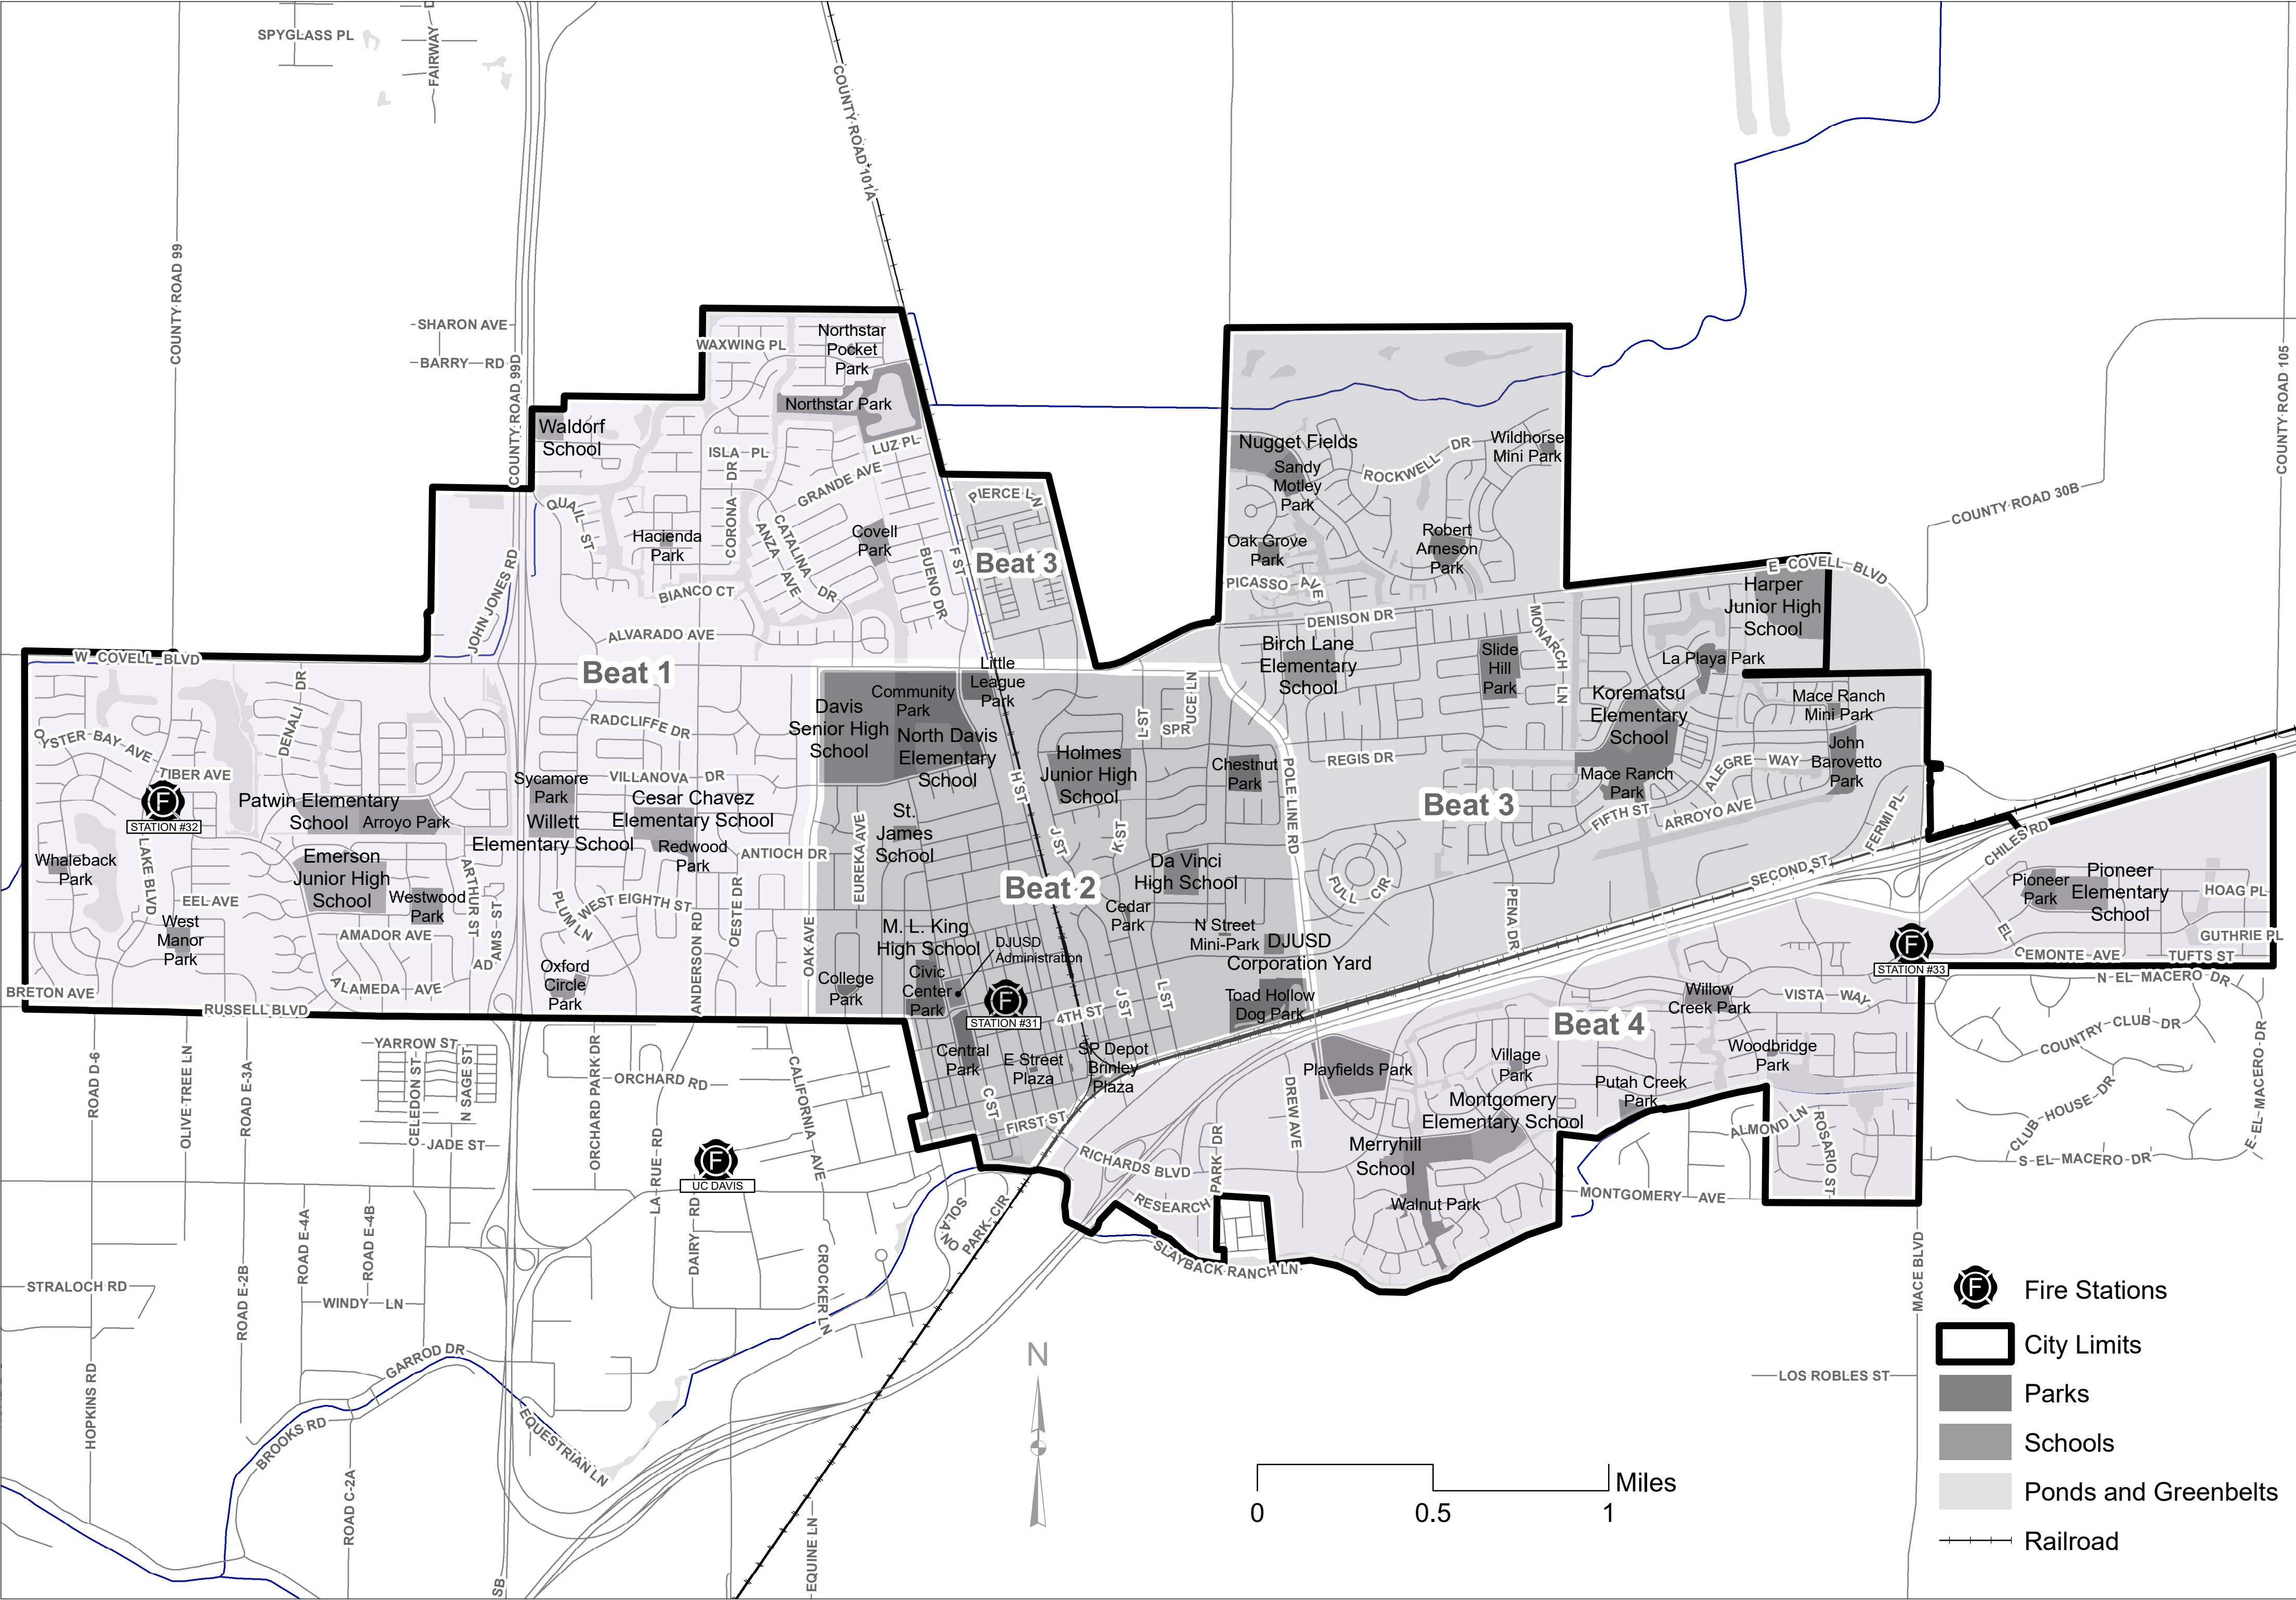 SPYGLASS PL
FAIRWAY D
COUNTY ROAD 101A
COUNTY ROAD 99
SHARON AVE
BARRY RD
COUNTY ROAD 99D
COUNTY ROAD 105
COUNTY ROAD 30B
WAXWING PL
Northstar
Pocket
Park
Northstar Park
Waldorf
School
LUZ PL
ISLA PL
GRANDE AVE
CORONA DR
QUAIL ST
Hacienda
Park
CATALINA DR
ANZA AVE
Covell
Park
BUENO DR
F ST
BIANCO CT
JOHN JONES RD
ALVARADO AVE
PIERCE LN
Beat 3
Nugget Fields
Sandy
Motley
Park
ROCKWELL DR
Wildhorse
Mini Park
Oak Grove
Park
Robert
Arneson
Park
PICASSO AVE
DENISON DR
MONARCH LN
E COVELL BLVD
Harper
Junior High
School
Birch Lane
Elementary
School
Slide
Hill
Park
La Playa Park
Korematsu
Elementary
School
Mace Ranch
Mini Park
John
Barovetto
Park
ALEGRE WAY
Mace Ranch
Park
REGIS DR
Beat 3
FIFTH ST
ARROYO AVE
FERMI PL
SECOND ST
CHILES RD
FULL CIR
PENA DR
POLE LINE RD
W COVELL BLVD
Beat 1
DENALI DR
OYSTER BAY AVE
TIBER AVE
F
STATION #32
RADCLIFFE DR
VILLANOVA DR
Sycamore
Park
Cesar Chavez
Elementary School
Patwin Elementary
School
Arroyo Park
Willett
Elementary School
Redwood
Park
ANTIOCH DR
Whaleback
Park
LAKE BLVD
Emerson
Junior High
School
Westwood
Park
ARTHUR ST
ADAMS ST
EEL AVE
West
Manor
Park
AMADOR AVE
ALAMEDA AVE
PLUM LN
WEST EIGHTH ST
OESTE DR
ANDERSON RD
OAK AVE
EUREKA AVE
Oxford
Circle
Park
BRETON AVE
RUSSELL BLVD
Little
League
Park
Community
Park
Davis
Senior High
School
North Davis
Elementary
School
Holmes
Junior High
School
L ST
SPRUCE LN
Chestnut
Park
H ST
St.
James
School
J ST
K ST
Beat 2
Da Vinci
High School
Cedar
Park
N Street
Mini-Park
DJUSD
Corporation Yard
M. L. King
High School
DJUSD
Administration
Civic
Center
Park
College
Park
F
STATION #31
4TH ST
J ST
L ST
Toad Hollow
Dog Park
Central
Park
E Street
Plaza
SP Depot
Brinley
Plaza
C ST
FIRST ST
Pioneer
Park
Pioneer
Elementary
School
HOAG PL
GUTHRIE PL
EL CEMONTE AVE
TUFTS ST
F
STATION #33
N EL MACERO DR
COUNTRY CLUB DR
CLUB HOUSE DR
E EL MACERO DR
S EL MACERO DR
Willow
Creek Park
VISTA WAY
Beat 4
Woodbridge
Park
Playfields Park
Village
Park
Putah Creek
Park
Montgomery
Elementary School
Merryhill
School
Walnut Park
ALMOND LN
ROSARIO ST
MONTGOMERY AVE
DREW AVE
PARK DR
RICHARDS BLVD
RESEARCH
SLAYBACK RANCH LN
MACE BLVD
LOS ROBLES ST
ROAD D-6
OLIVE TREE LN
ROAD E-3A
YARROW ST
CELEDON ST
N SAGE ST
JADE ST
ORCHARD PARK DR
ORCHARD RD
LA RUE RD
CALIFORNIA AVE
F
UC DAVIS
DAIRY RD
CROCKER LN
SOLANO PARK CIR
STRALOCH RD
ROAD E-2B
ROAD E-4A
ROAD E-4B
WINDY LN
GARROD DR
HOPKINS RD
BROOKS RD
ROAD C-2A
EQUESTRIAN LN
SB
EQUINE LN
N
0
0.5
1
Miles
F
Fire Stations
City Limits
Parks
Schools
Ponds and Greenbelts
Railroad